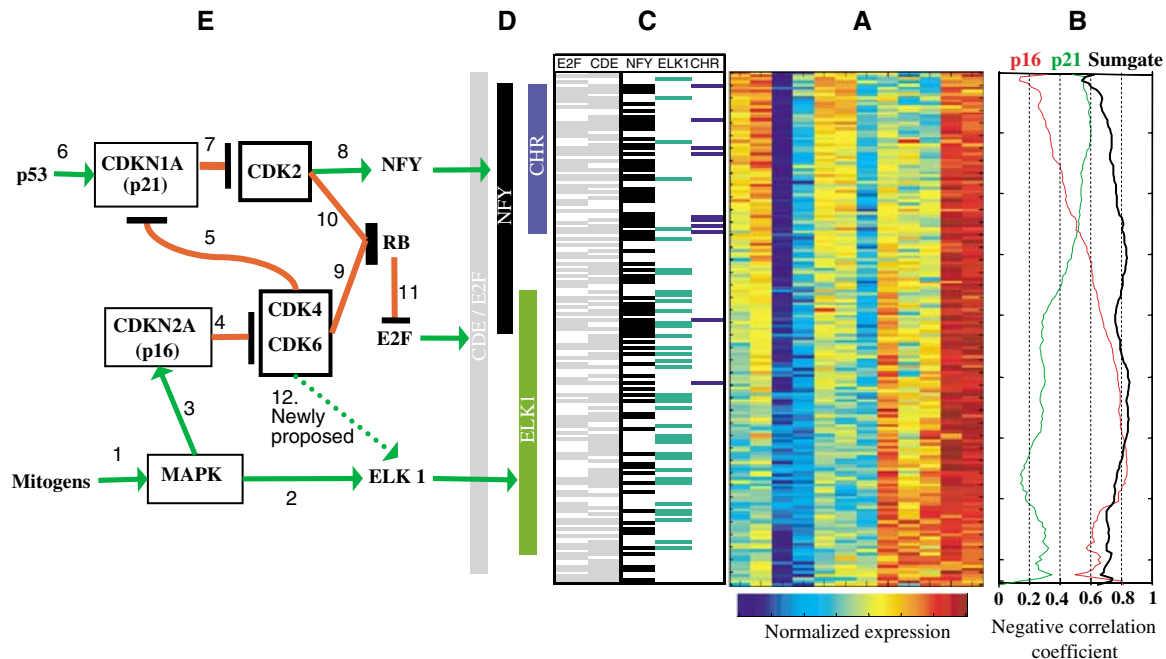 E
D
C
A
B
E2F CDE NFY ELK1 CHR
p16 p21 Sumgate
6
p53
CDKN1A
(p21)
7
CDK2
8
NFY
10
5
9
RB
11
CDKN2A
(p16)
4
CDK4
CDK6
E2F
3
12.
Newly
proposed
1
Mitogens
MAPK
2
ELK 1
CDE / E2F
NFY
CHR
ELK1
Normalized expression
0 0.2 0.4 0.6 0.8 1
Negative correlation
coefficient